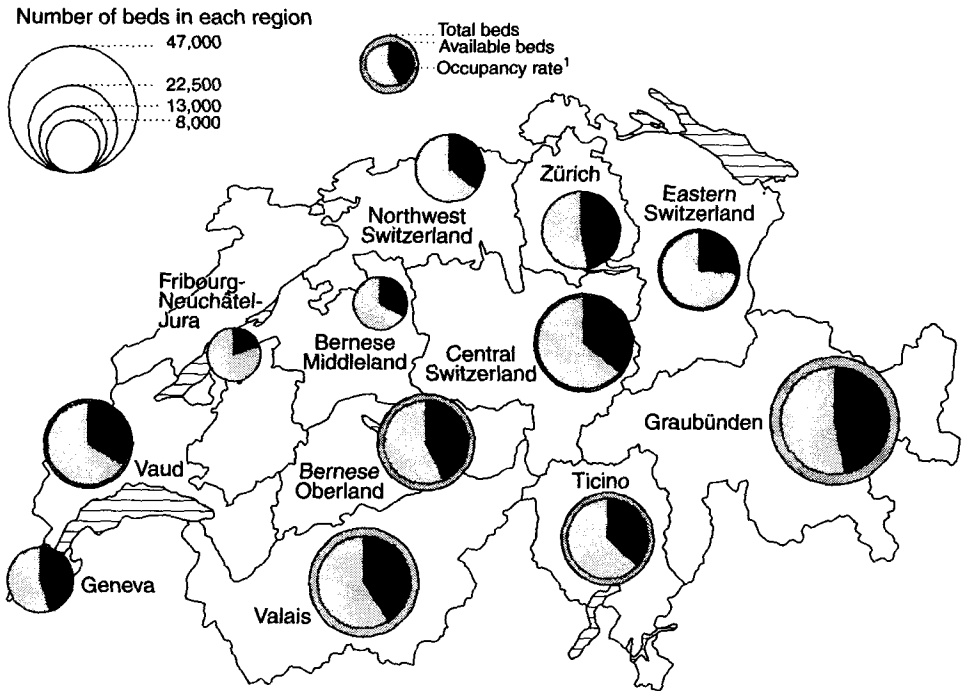 Number of beds in each region
47,000
22,500
13,000
8,000
Total beds
Available beds
Occupancy rate¹
Zürich
Eastern
Switzerland
Northwest
Switzerland
Fribourg-
Neuchâtel-
Jura
Bernese
Middleland
Central
Switzerland
Graubünden
Vaud
Bernese
Oberland
Ticino
Geneva
Valais